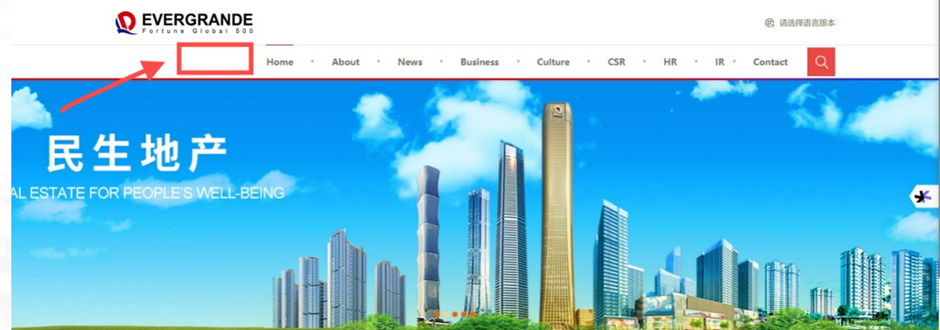 EVERGRANDE
Fortune Global 500
请选择语言版本
Home About News Business Culture CSR HR IR Contact
民生地产
AL ESTATE FOR PEOPLE'S WELL-BEING